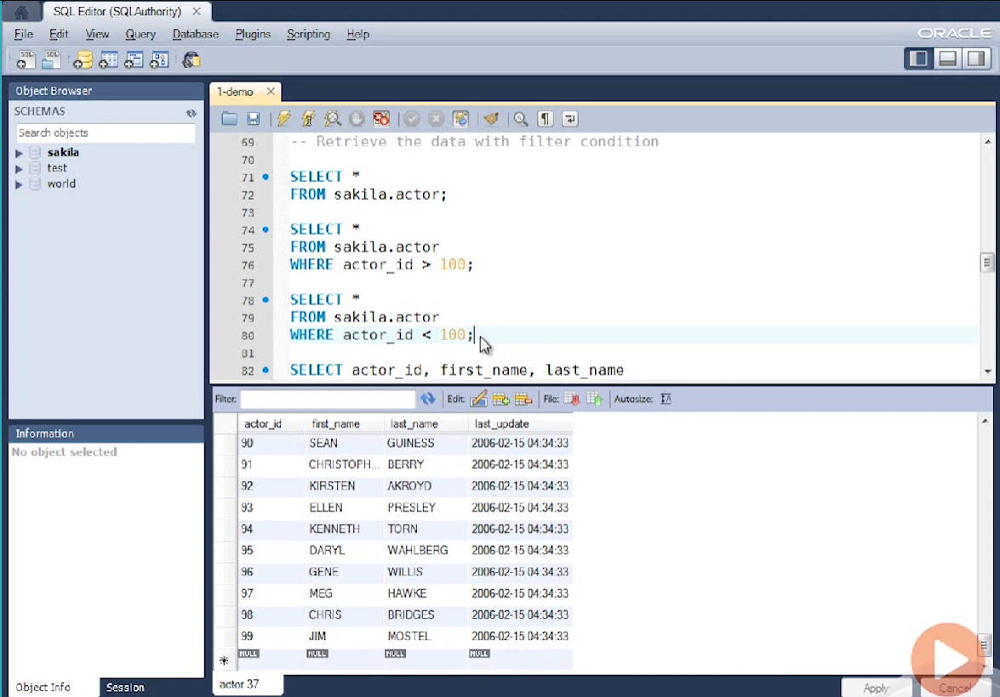 SQL Editor (SQLAuthority)
File Edit View Query Database Plugins Scripting Help
ORACLE
SQL SQL
Object Browser
SCHEMAS
Search objects
sakila
test
world
Information
No object selected
Object Info Session
1-demo
69 -- Retrieve the data with filter condition
70
71 SELECT *
72 FROM sakila.actor;
73
74 SELECT *
75 FROM sakila.actor
76 WHERE actor_id > 100;
77
78 SELECT *
79 FROM sakila.actor
80 WHERE actor_id < 100;
81
82 SELECT actor_id, first_name, last_name
Filter: Edit: File: Autosize:
actor_id first_name last_name last_update
90 SEAN GUINESS 2006-02-15 04:34:33
91 CHRISTOPH... BERRY 2006-02-15 04:34:33
92 KIRSTEN AKROYD 2006-02-15 04:34:33
93 ELLEN PRESLEY 2006-02-15 04:34:33
94 KENNETH TORN 2006-02-15 04:34:33
95 DARYL WAHLBERG 2006-02-15 04:34:33
96 GENE WILLIS 2006-02-15 04:34:33
97 MEG HAWKE 2006-02-15 04:34:33
98 CHRIS BRIDGES 2006-02-15 04:34:33
99 JIM MOSTEL 2006-02-15 04:34:33
NULL NULL NULL NULL
actor 37
Apply Cancel